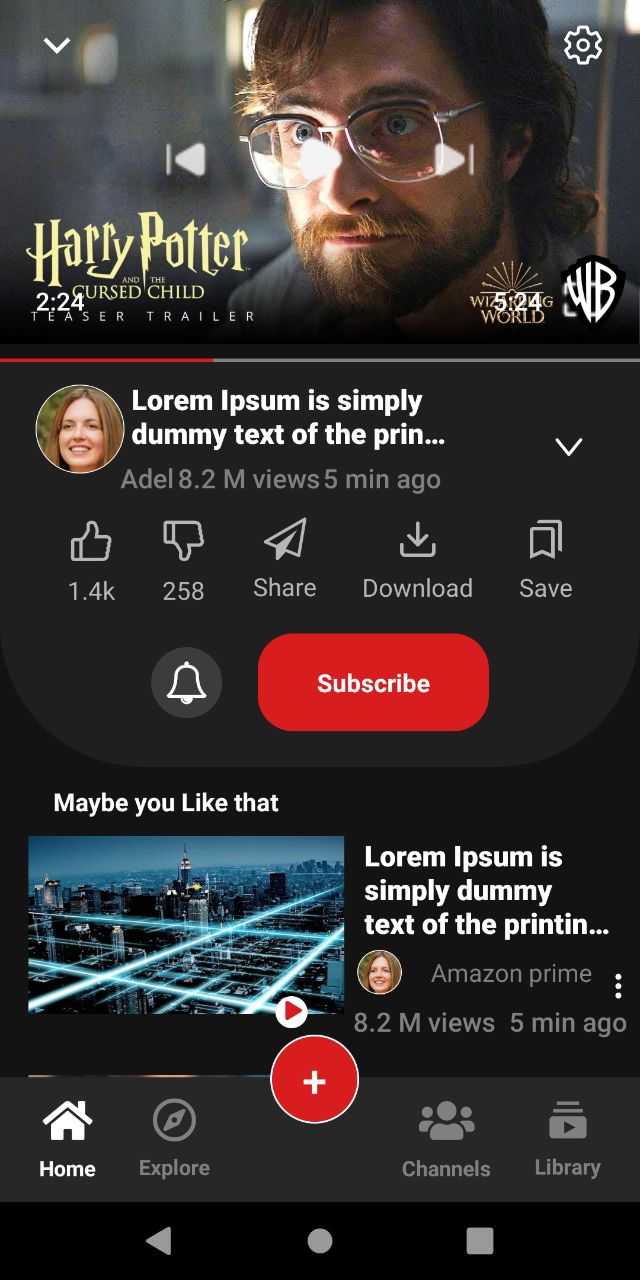 Harry Potter
AND THE
CURSED CHILD
2:24
TEASER TRAILER
WIZARDING
WORLD
5:24
WB
Lorem Ipsum is simply
dummy text of the prin...
Adel 8.2 M views 5 min ago
1.4k
258
Share
Download
Save
Subscribe
Maybe you Like that
Lorem Ipsum is
simply dummy
text of the printin...
Amazon prime
8.2 M views 5 min ago
+
Home
Explore
Channels
Library